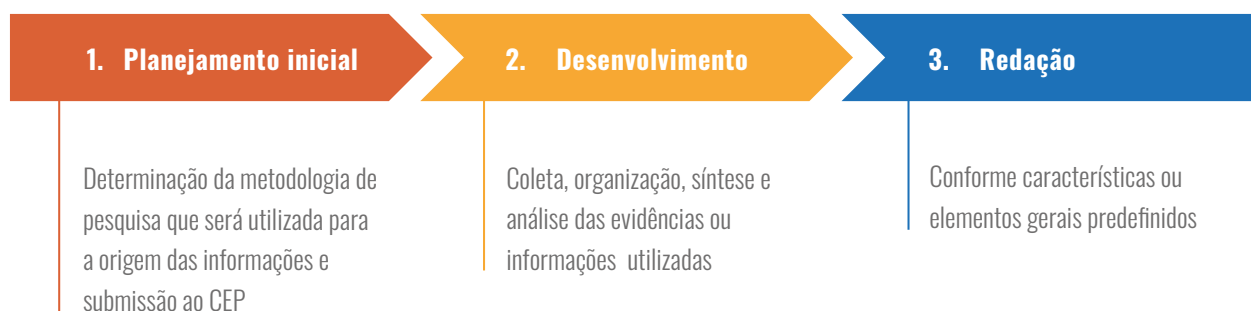 1. Planejamento inicial
Determinação da metodologia de
pesquisa que será utilizada para
a origem das informações e
submissão ao CEP
2. Desenvolvimento
Coleta, organização, síntese e
análise das evidências ou
informações utilizadas
3. Redação
Conforme características ou
elementos gerais predefinidos